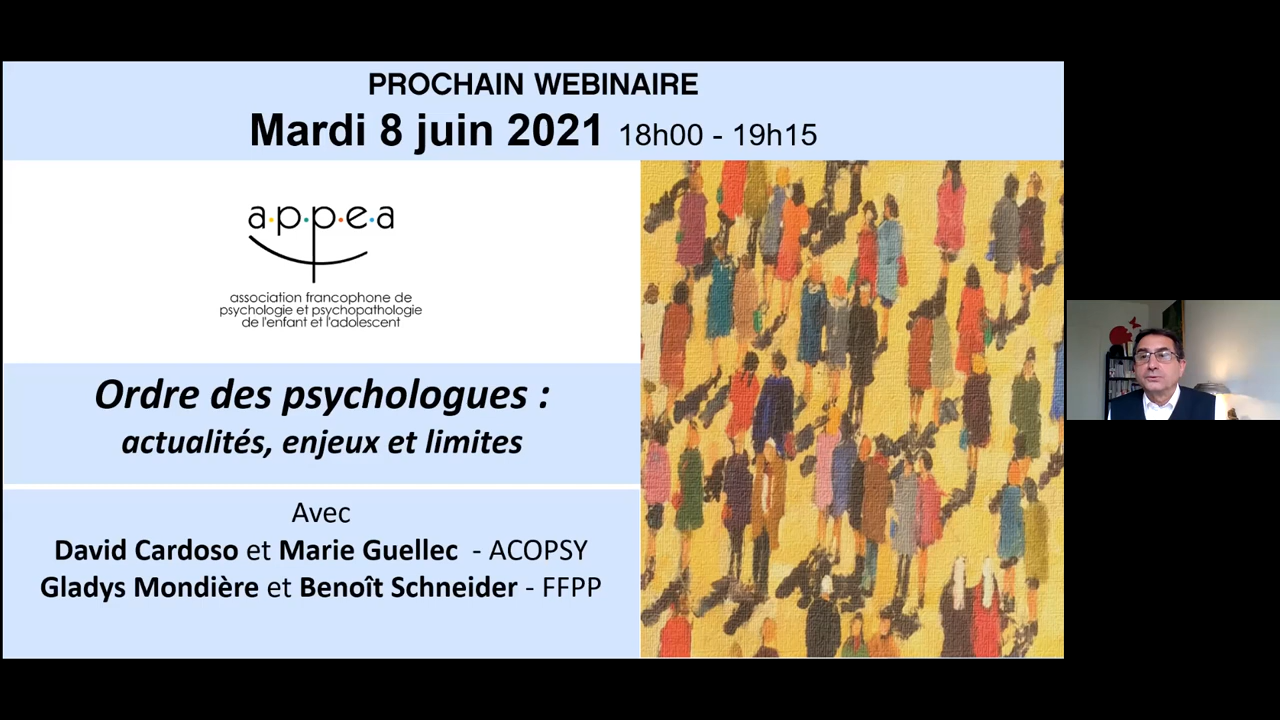 PROCHAIN WEBINAIRE
Mardi 8 juin 2021 18h00 - 19h15
a·p·p·e·a
association francophone de
psychologie et psychopathologie
de l'enfant et l'adolescent
Ordre des psychologues :
actualités, enjeux et limites
Avec
David Cardoso et Marie Guellec - ACOPSY
Gladys Mondière et Benoît Schneider - FFPP